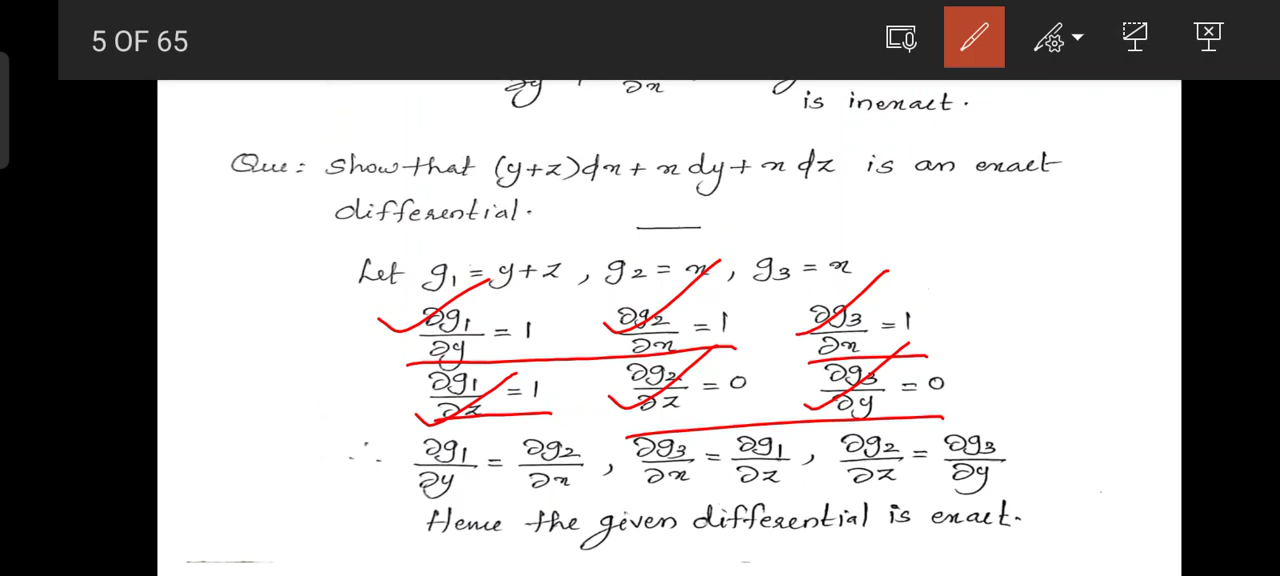 5 OF 65
∂y ∂x
is inexact.
Que: Show that (y+z)dx + x dy + x dz is an exact
differential.
Let g₁ = y+z , g₂ = x , g₃ = x
∂g₁/∂y = 1 ∂g₂/∂x = 1 ∂g₃/∂x = 1
∂g₁/∂z = 1 ∂g₂/∂z = 0 ∂g₃/∂y = 0
∴ ∂g₁/∂y = ∂g₂/∂x , ∂g₃/∂x = ∂g₁/∂z , ∂g₂/∂z = ∂g₃/∂y
Hence the given differential is exact.